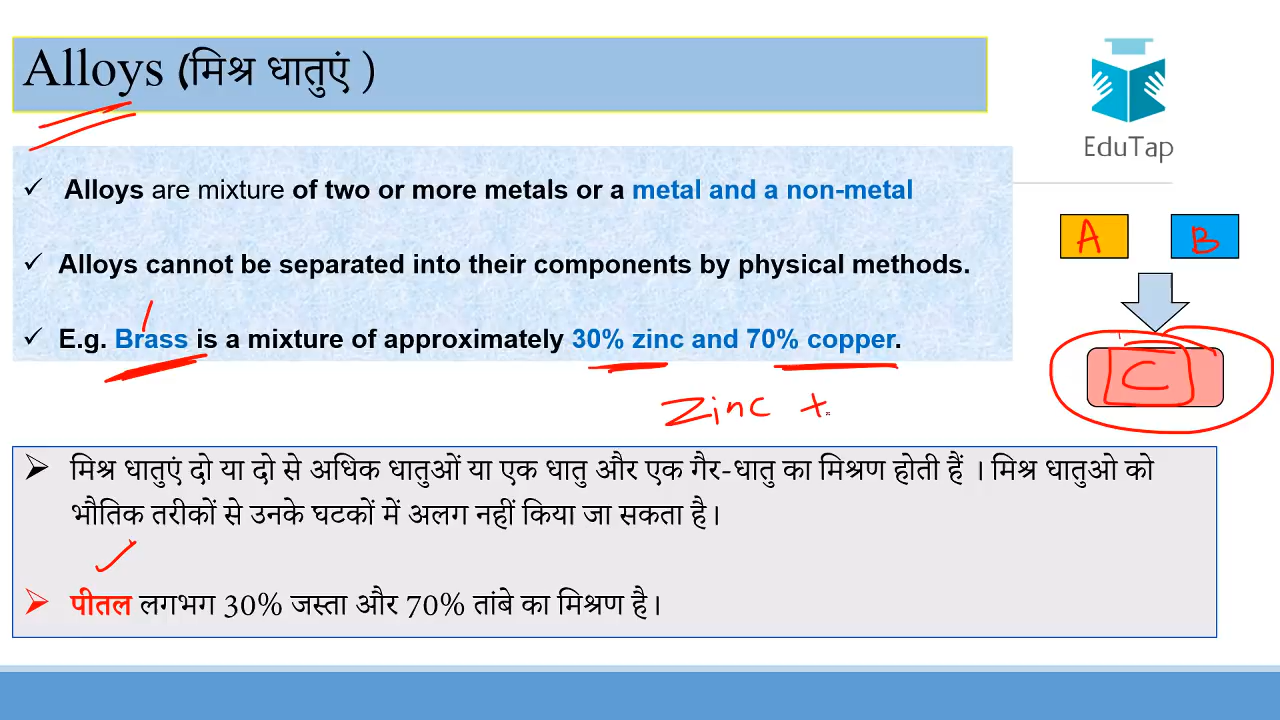 Alloys (मिश्र धातुएं )
EduTap
✓ Alloys are mixture of two or more metals or a metal and a non-metal
✓ Alloys cannot be separated into their components by physical methods.
✓ E.g. Brass is a mixture of approximately 30% zinc and 70% copper.
A B
C
Zinc +
➢ मिश्र धातुएं दो या दो से अधिक धातुओं या एक धातु और एक गैर-धातु का मिश्रण होती हैं । मिश्र धातुओ को
भौतिक तरीकों से उनके घटकों में अलग नहीं किया जा सकता है।
➢ पीतल लगभग 30% जस्ता और 70% तांबे का मिश्रण है।